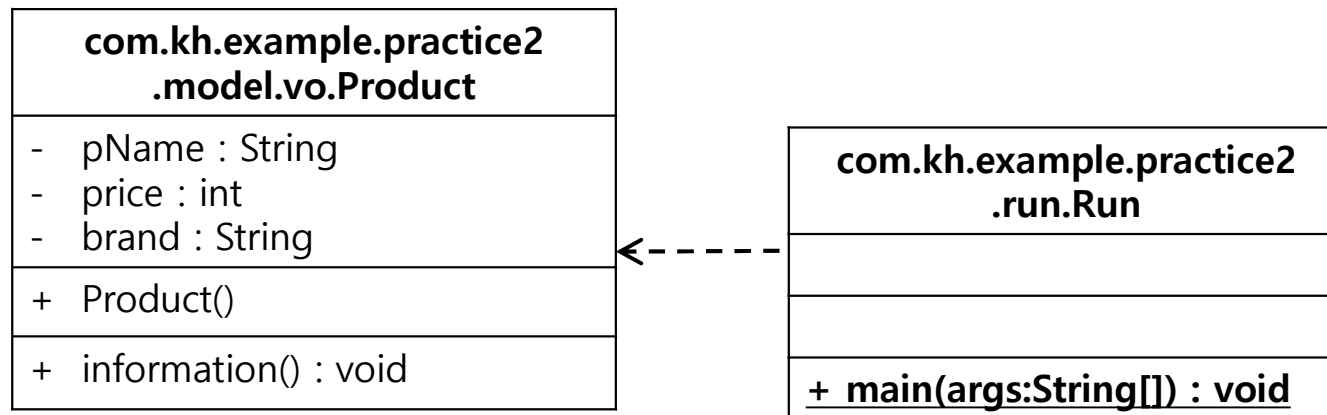 com.kh.example.practice2
.model.vo.Product
- pName : String
- price : int
- brand : String
+ Product()
+ information() : void
com.kh.example.practice2
.run.Run
+ main(args:String[]) : void